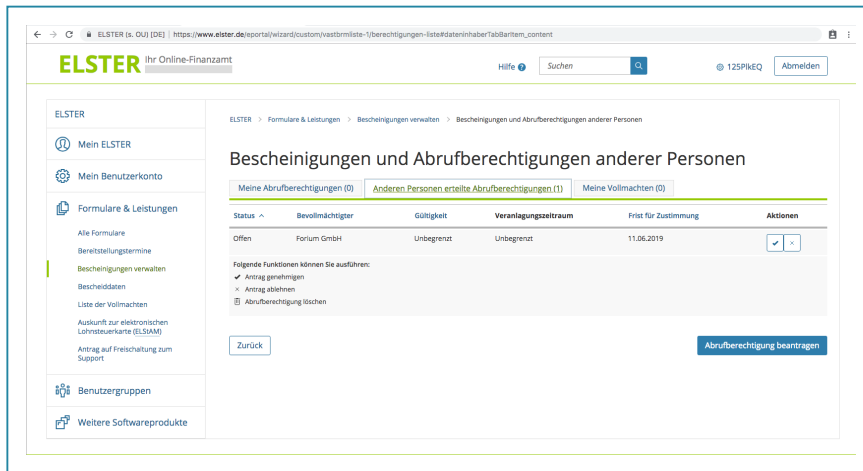 ELSTER (s. OU) [DE] | https://www.elster.de/eportal/wizard/custom/vastbrmliste-1/berechtigungen-liste#dateninhaberTabBarItem_content
ELSTER Ihr Online-Finanzamt
Hilfe ? Suchen 125PlkEQ Abmelden
ELSTER
Mein ELSTER
Mein Benutzerkonto
Formulare & Leistungen
Alle Formulare
Bereitstellungstermine
Bescheinigungen verwalten
Bescheiddaten
Liste der Vollmachten
Auskunft zur elektronischen
Lohnsteuerkarte (ELStAM)
Antrag auf Freischaltung zum
Support
Benutzergruppen
Weitere Softwareprodukte
ELSTER > Formulare & Leistungen > Bescheinigungen verwalten > Bescheinigungen und Abrufberechtigungen anderer Personen
Bescheinigungen und Abrufberechtigungen anderer Personen
Meine Abrufberechtigungen (0) Anderen Personen erteilte Abrufberechtigungen (1) Meine Vollmachten (0)
Status Bevollmächtigter Gültigkeit Veranlagungszeitraum Frist für Zustimmung Aktionen
Offen Forium GmbH Unbegrenzt Unbegrenzt 11.06.2019
Folgende Funktionen können Sie ausführen:
Antrag genehmigen
Antrag ablehnen
Abrufberechtigung löschen
Zurück Abrufberechtigung beantragen